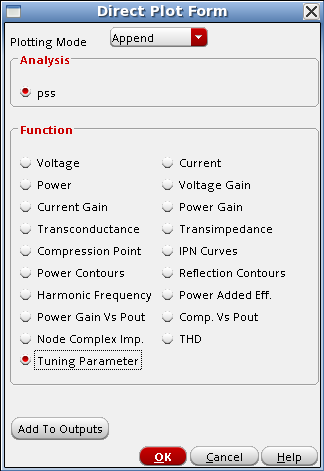 Direct Plot Form
Plotting Mode Append
Analysis
pss
Function
Voltage Current
Power Voltage Gain
Current Gain Power Gain
Transconductance Transimpedance
Compression Point IPN Curves
Power Contours Reflection Contours
Harmonic Frequency Power Added Eff.
Power Gain Vs Pout Comp. Vs Pout
Node Complex Imp. THD
Tuning Parameter
Add To Outputs
OK Cancel Help